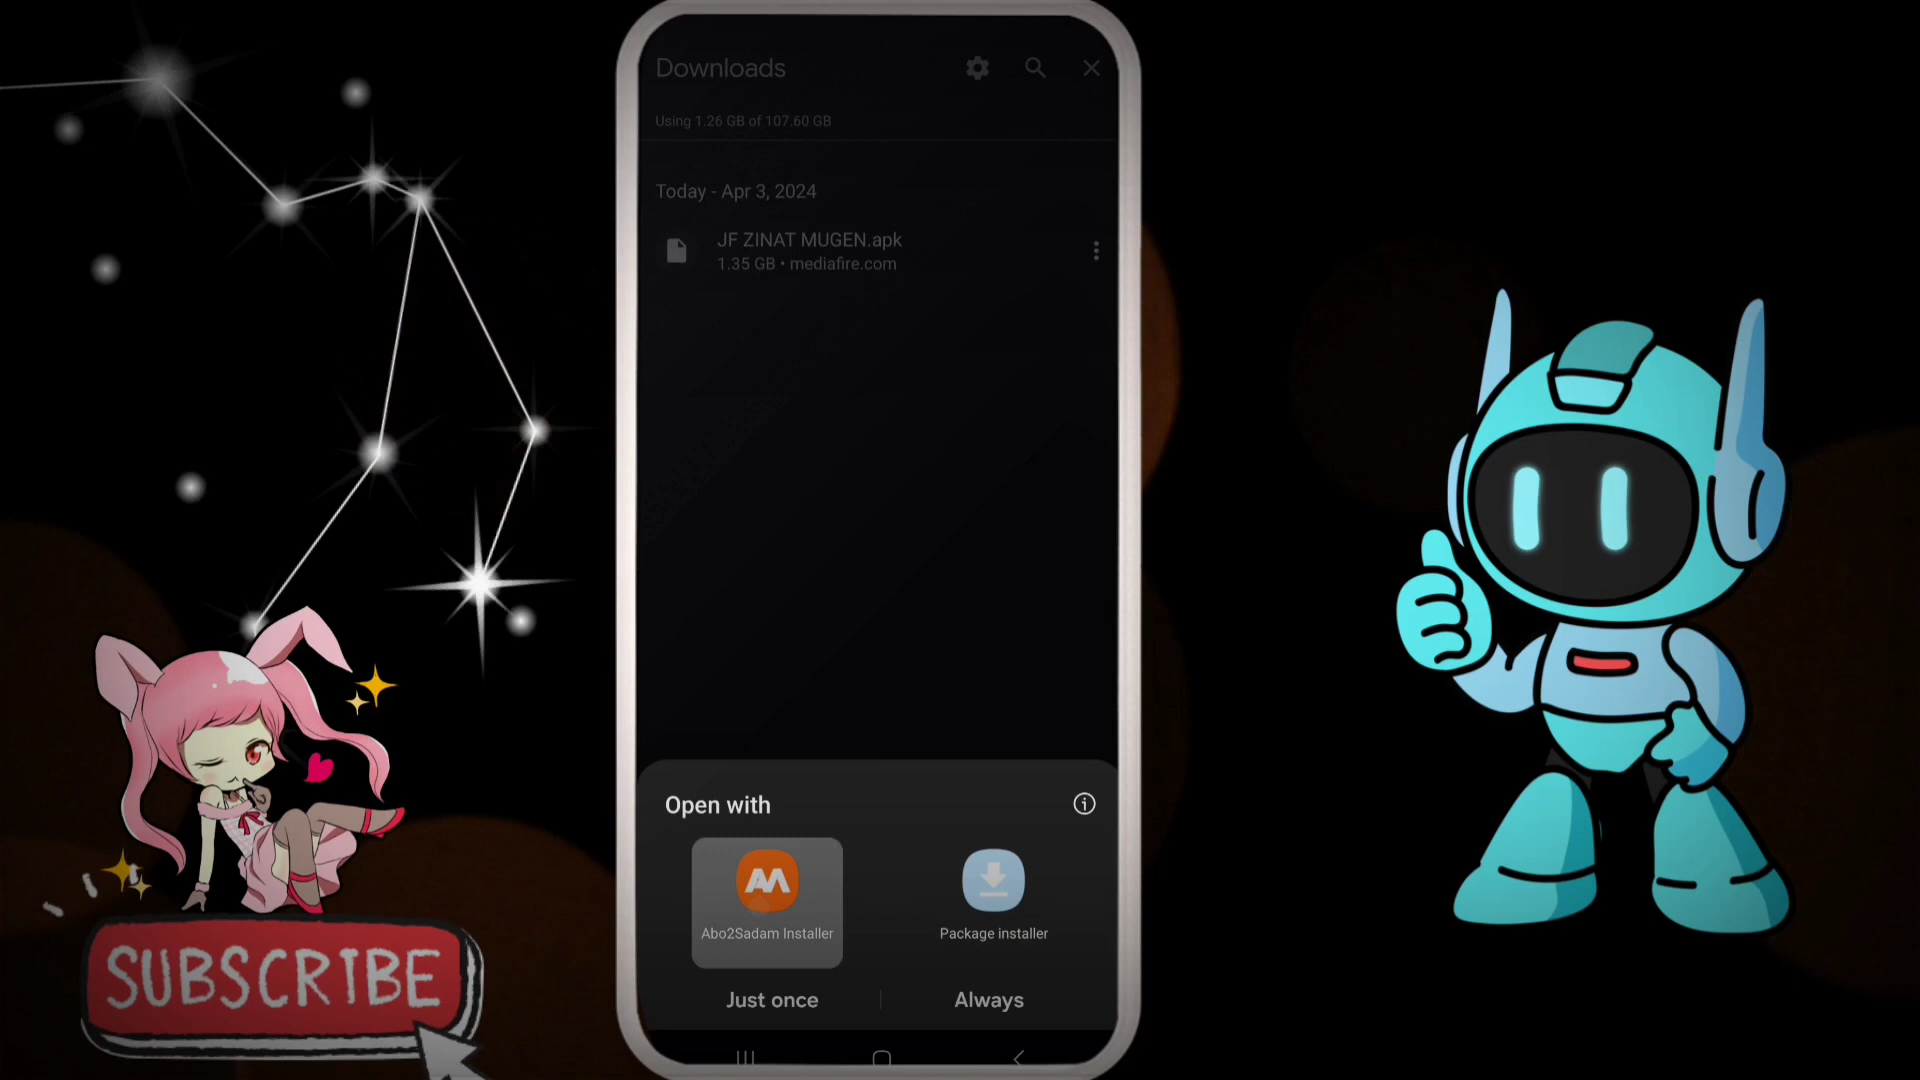 Downloads
Using 1.26 GB of 107.60 GB
Today - Apr 3, 2024
JF ZINAT MUGEN.apk
1.35 GB • mediafire.com
Open with
Abo2Sadam Installer
Package installer
Just once
Always
SUBSCRIBE